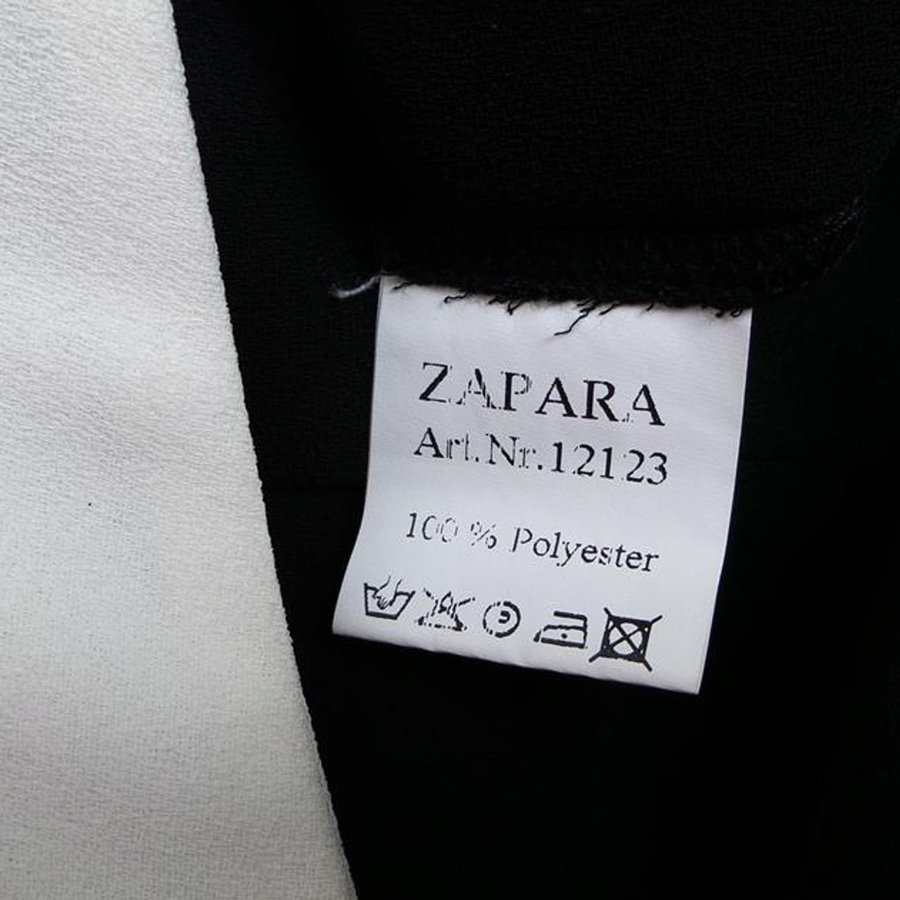 ZAPARA
Art.Nr.12123
100 % Polyester